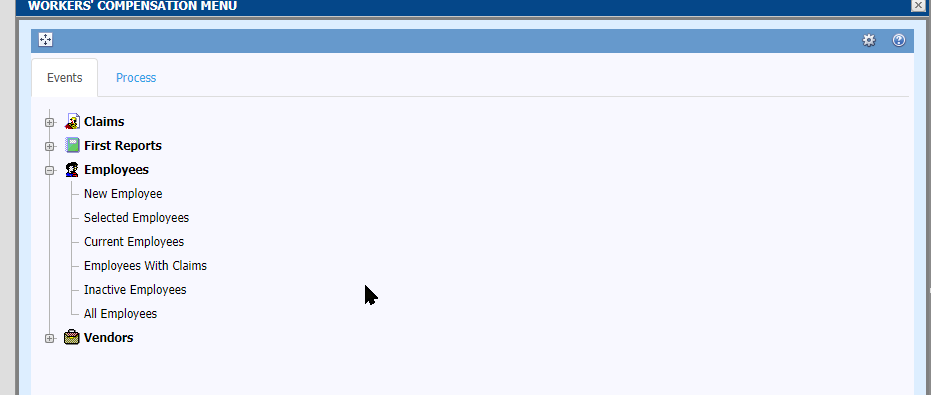 WORKERS' COMPENSATION MENU
Events Process
Claims
First Reports
Employees
New Employee
Selected Employees
Current Employees
Employees With Claims
Inactive Employees
All Employees
Vendors